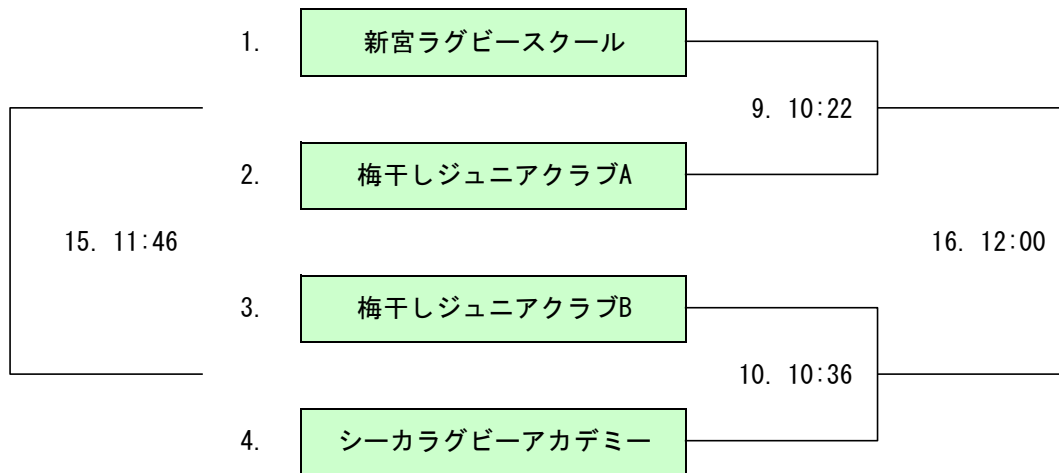 1. 新宮ラグビースクール
9. 10:22
2. 梅干しジュニアクラブA
15. 11:46
16. 12:00
3. 梅干しジュニアクラブB
10. 10:36
4. シーカラグビーアカデミー